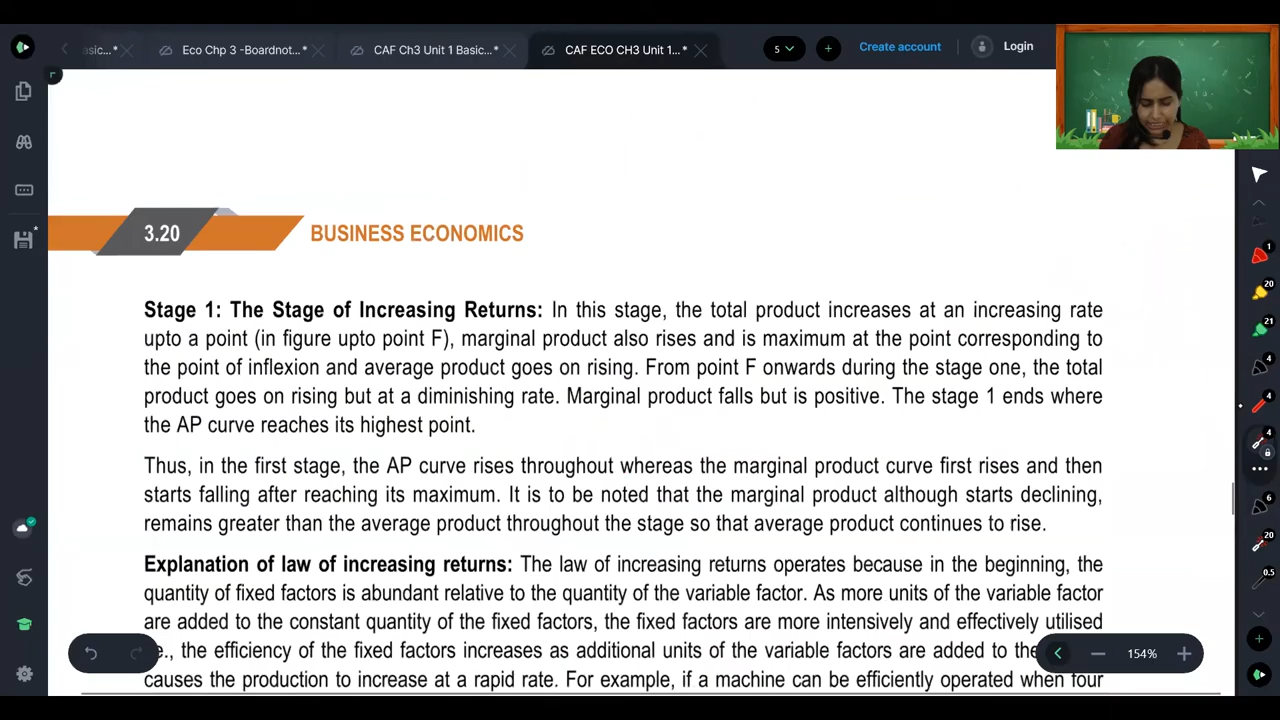 asic...*
Eco Chp 3 -Boardnot...*
CAF Ch3 Unit 1 Basic...*
CAF ECO CH3 Unit 1...*
5
Create account
Login
3.20
BUSINESS ECONOMICS
Stage 1: The Stage of Increasing Returns: In this stage, the total product increases at an increasing rate
upto a point (in figure upto point F), marginal product also rises and is maximum at the point corresponding to
the point of inflexion and average product goes on rising. From point F onwards during the stage one, the total
product goes on rising but at a diminishing rate. Marginal product falls but is positive. The stage 1 ends where
the AP curve reaches its highest point.
Thus, in the first stage, the AP curve rises throughout whereas the marginal product curve first rises and then
starts falling after reaching its maximum. It is to be noted that the marginal product although starts declining,
remains greater than the average product throughout the stage so that average product continues to rise.
Explanation of law of increasing returns: The law of increasing returns operates because in the beginning, the
quantity of fixed factors is abundant relative to the quantity of the variable factor. As more units of the variable factor
are added to the constant quantity of the fixed factors, the fixed factors are more intensively and effectively utilised
e., the efficiency of the fixed factors increases as additional units of the variable factors are added to the
causes the production to increase at a rapid rate. For example, if a machine can be efficiently operated when four
154%
1
20
21
4
4
4
6
20
0.5